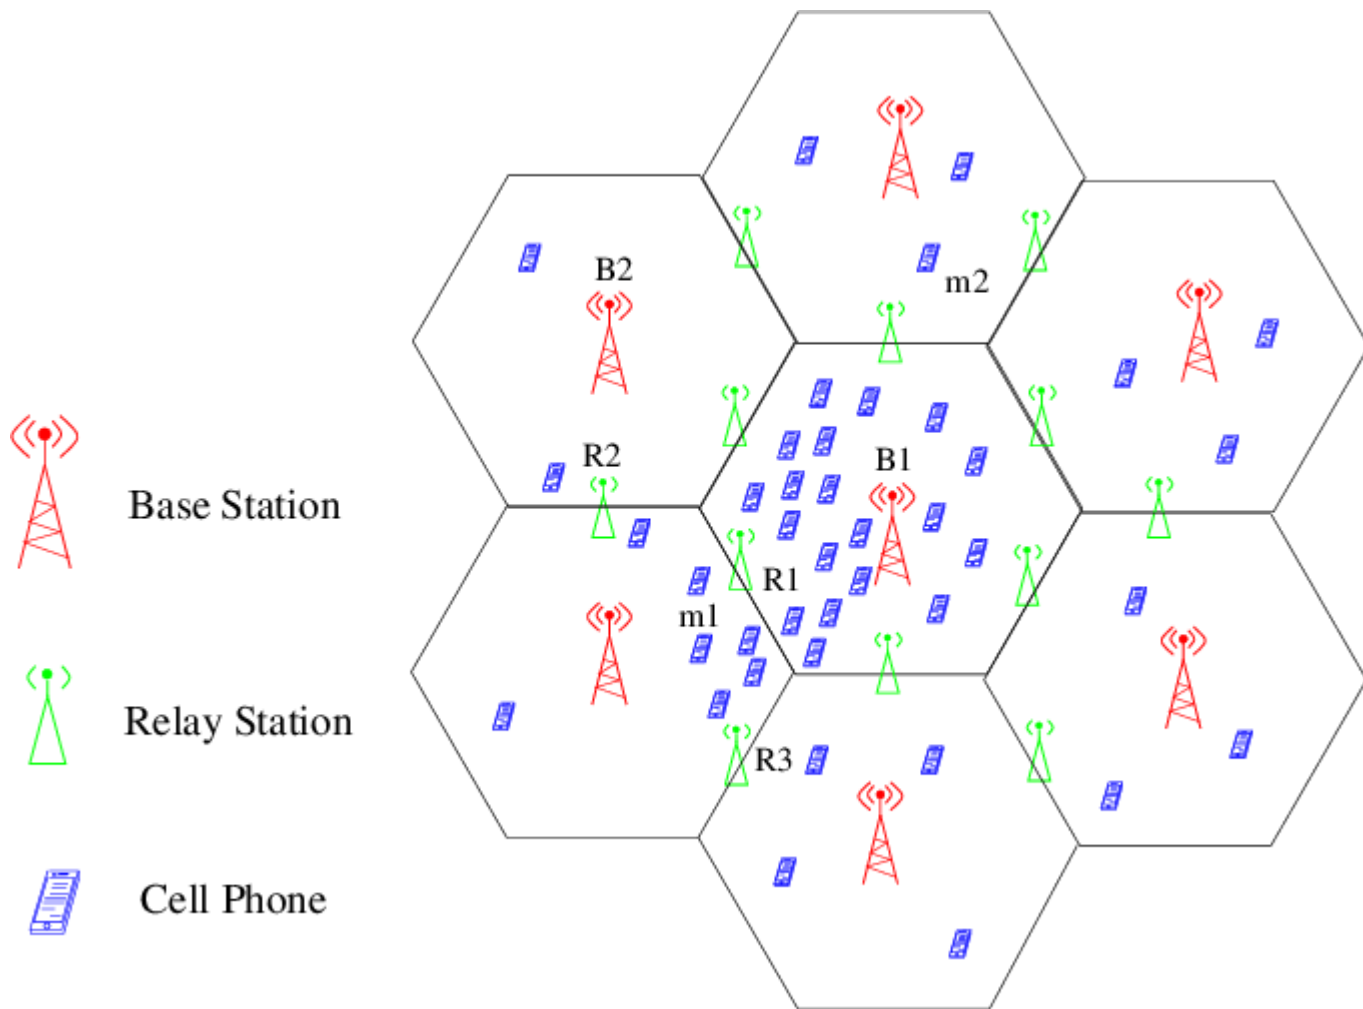 B2
m2
R2
B1
Base Station
R1
m1
Relay Station
R3
Cell Phone